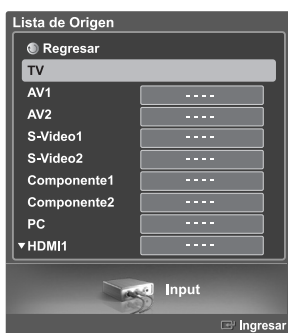 Lista de Origen
Regresar
TV
AV1 ----
AV2 ----
S-Video1 ----
S-Video2 ----
Componente1 ----
Componente2 ----
PC ----
▼HDMI1 ----
Input
Ingresar